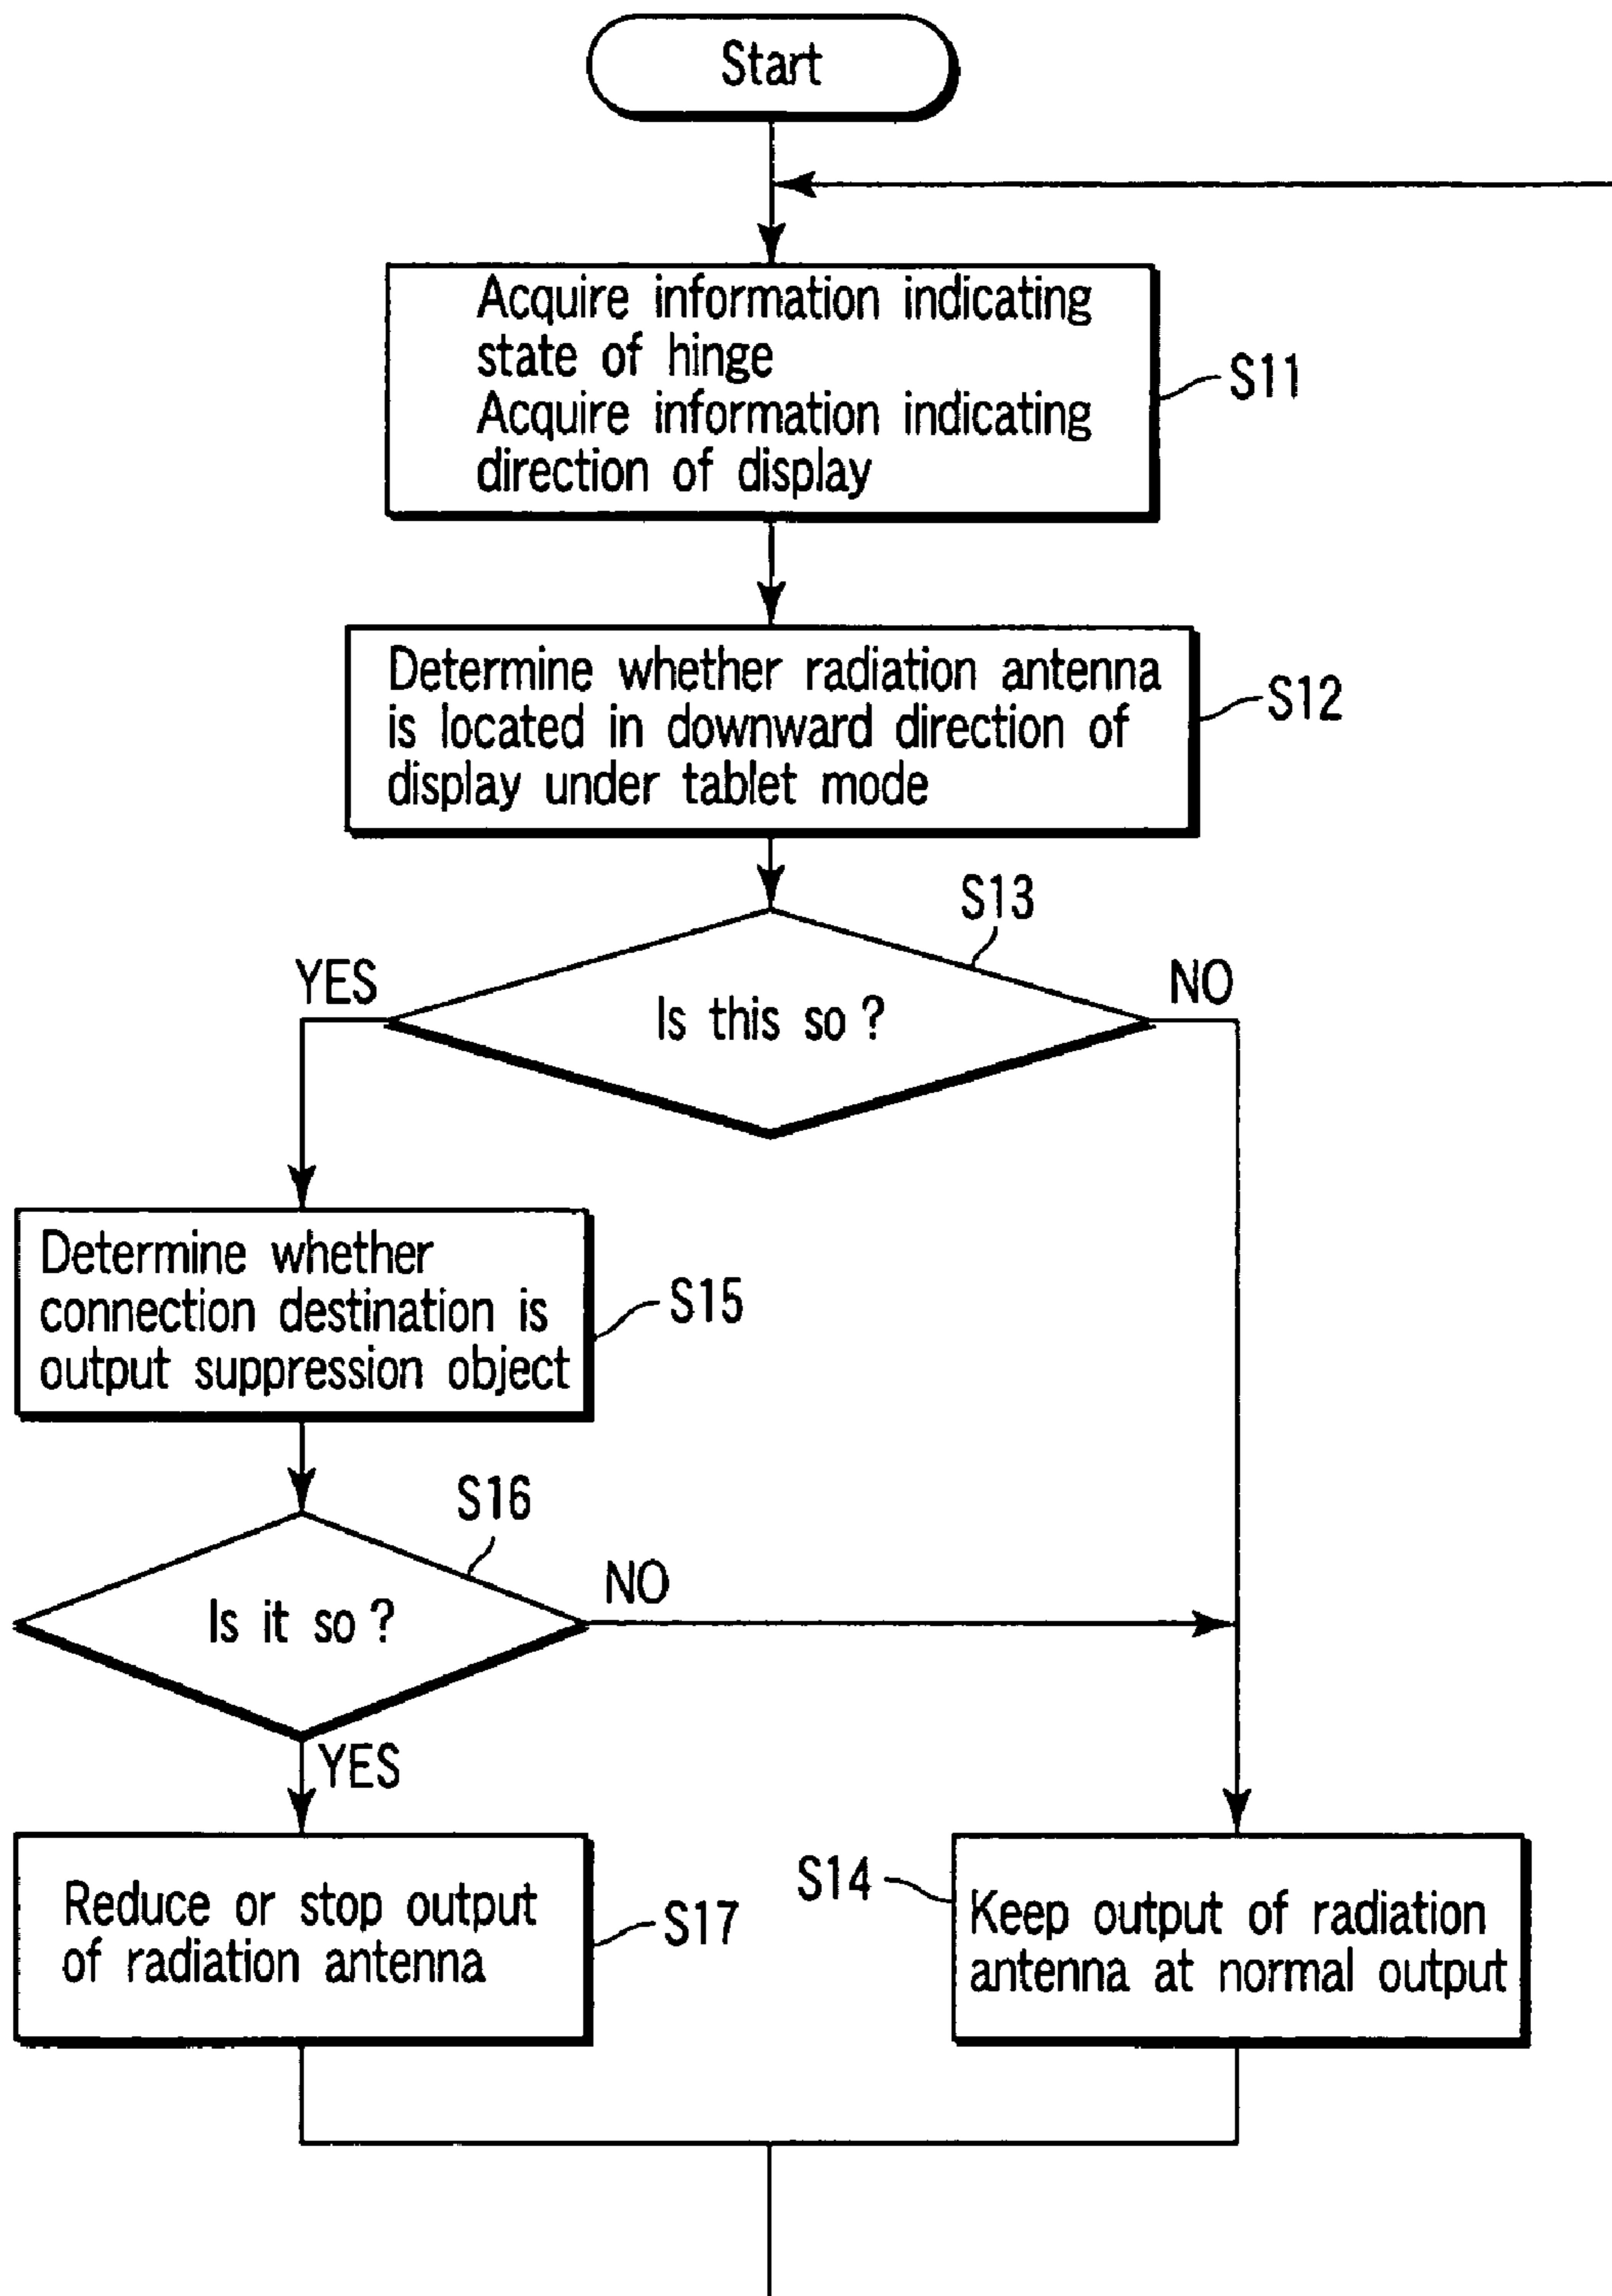 Start
Acquire information indicating
state of hinge
Acquire information indicating
direction of display
S11
Determine whether radiation antenna
is located in downward direction of
display under tablet mode
S12
S13
YES
NO
Is this so ?
Determine whether
connection destination is
output suppression object
S15
S16
NO
Is it so ?
YES
Reduce or stop output
of radiation antenna
S17
S14
Keep output of radiation
antenna at normal output